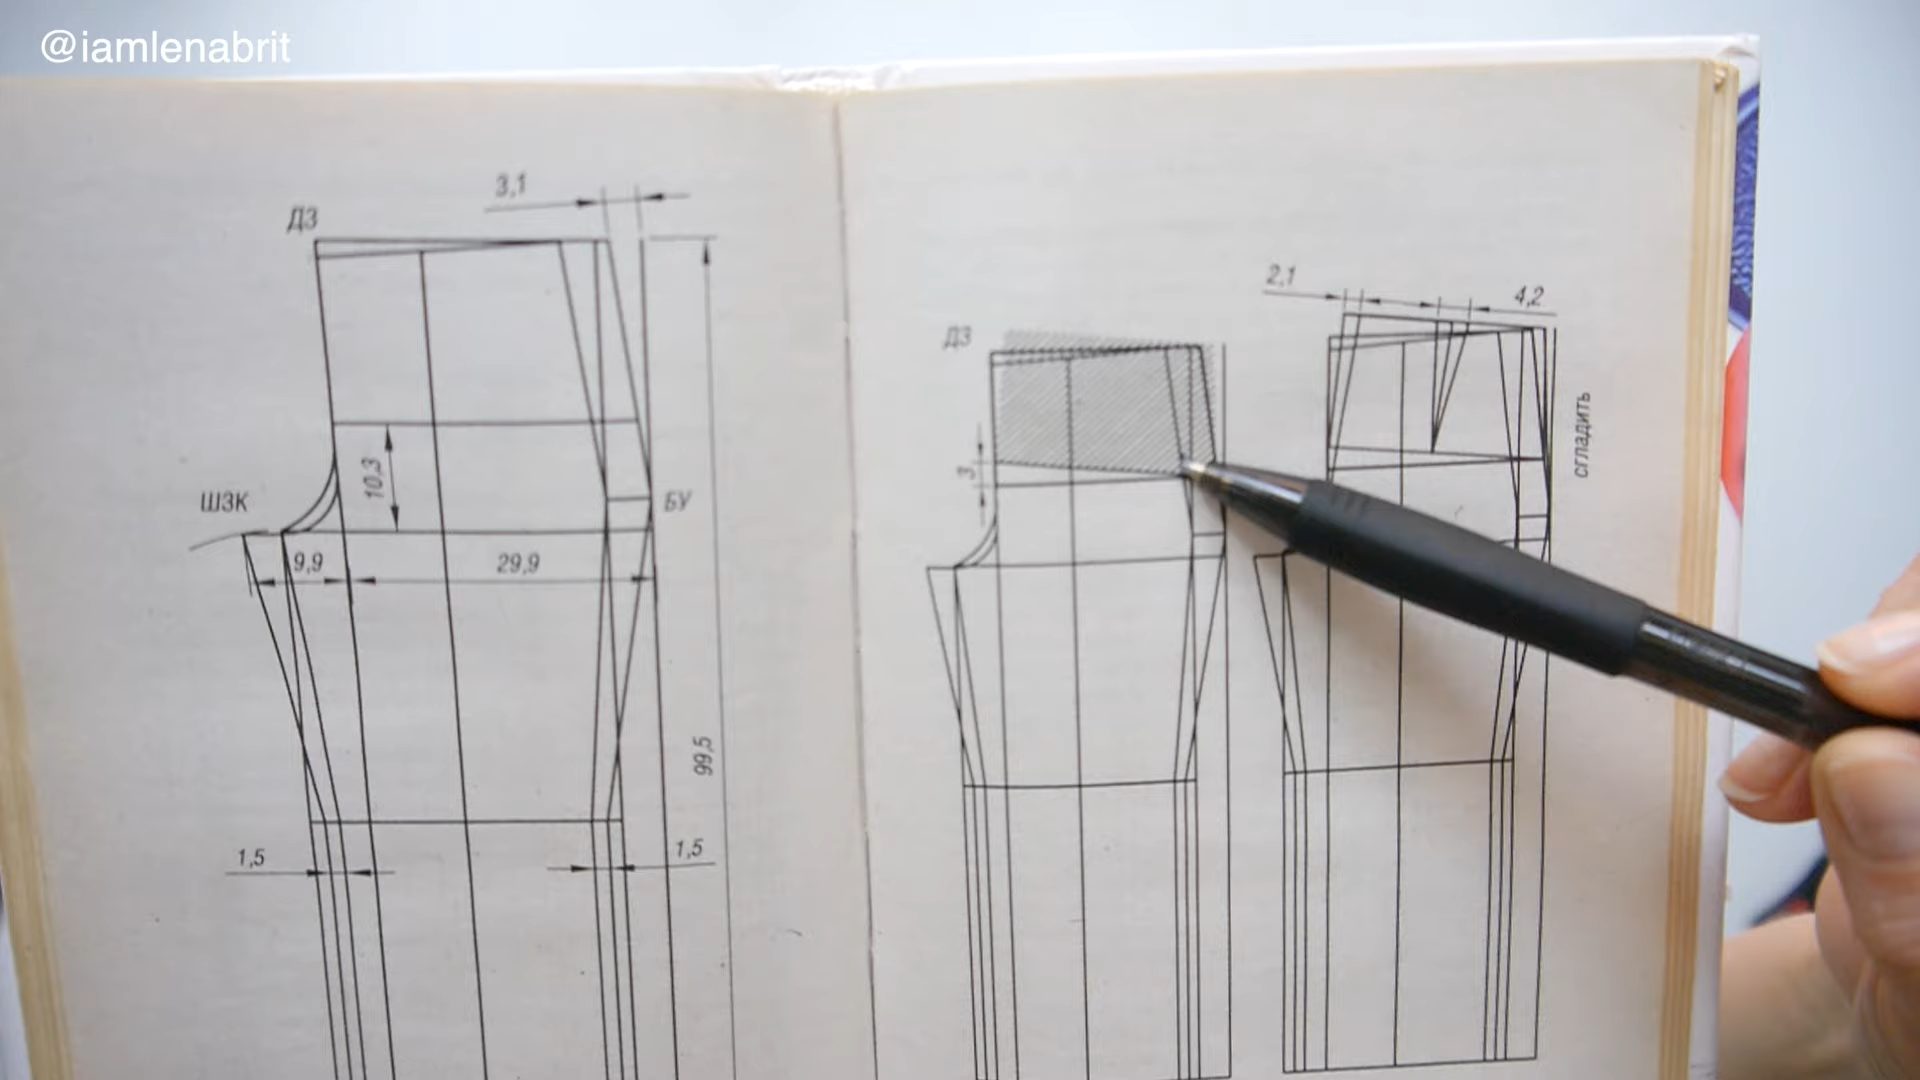 @iamlenabrit
3,1
ДЗ
10,3
ШЗК
БУ
9,9
29,9
99,5
1,5
1,5
ДЗ
3
2,1
4,2
сгладить